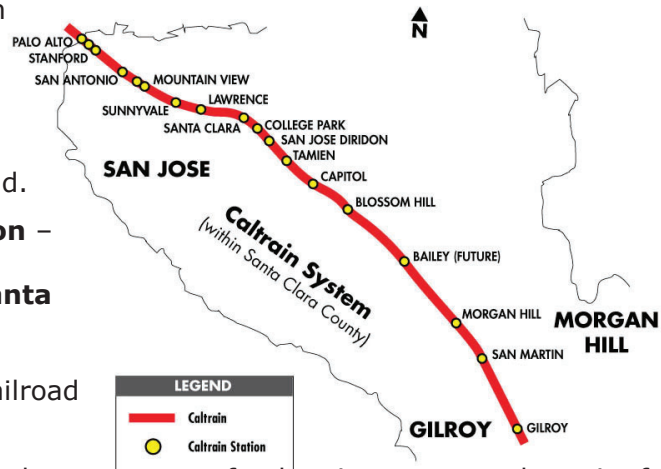 N
PALO ALTO
STANFORD
SAN ANTONIO
MOUNTAIN VIEW
SUNNYVALE
LAWRENCE
SANTA CLARA
COLLEGE PARK
SAN JOSE DIRIDON
TAMIEN
SAN JOSE
CAPITOL
d.
BLOSSOM HILL
on –
Caltrain System
(within Santa Clara County)
BAILEY (FUTURE)
anta
MORGAN HILL
MORGAN
HILL
SAN MARTIN
ailroad
LEGEND
Caltrain
Caltrain Station
GILROY
GILROY